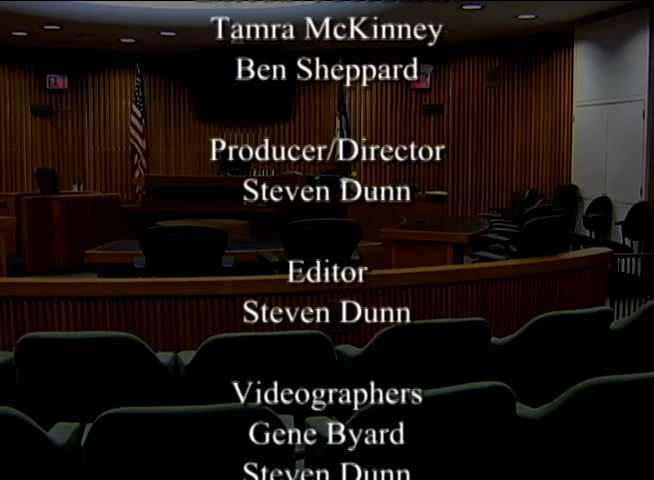 Tamra McKinney
Ben Sheppard
Producer/Director
Steven Dunn
Editor
Steven Dunn
Videographers
Gene Byard
Steven Dunn